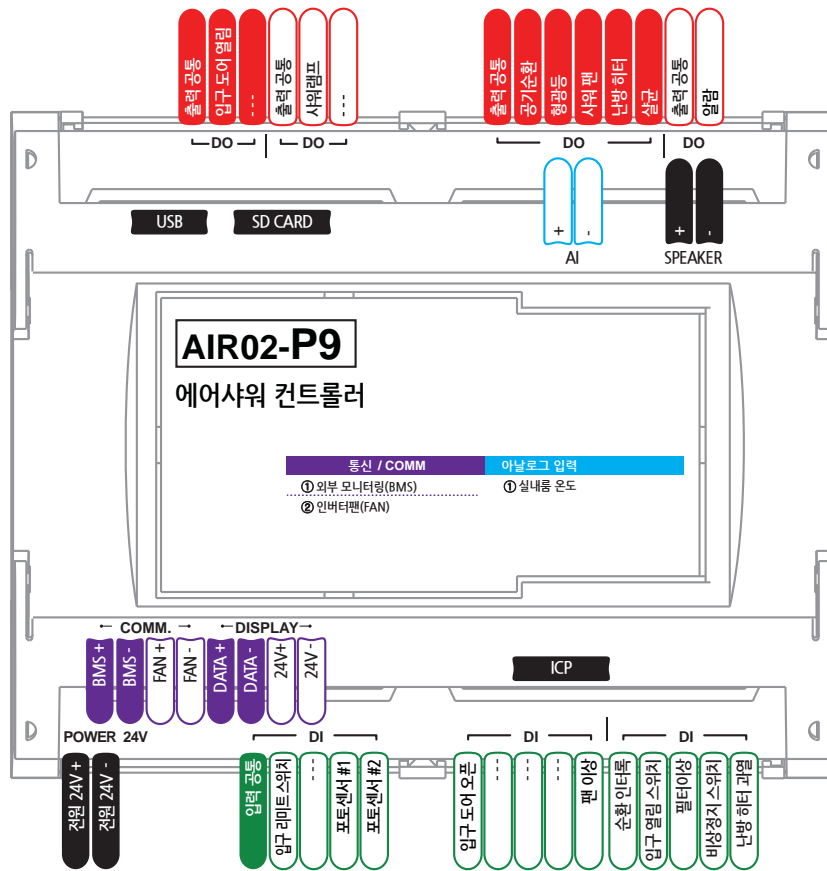 출력 공통
입구 도어 열림
---
출력 공통
샤워램프
---
출력 공통
공기순환
형광등
샤워 팬
난방 히터
살균
출력 공통
알람
DO
DO
DO
DO
USB
SD CARD
+
-
AI
+
-
SPEAKER
AIR02-P9
에어샤워 컨트롤러
통신 / COMM
아날로그 입력
① 외부 모니터링(BMS)
① 실내룸 온도
② 인버터팬(FAN)
COMM.
DISPLAY
BMS +
BMS -
FAN +
FAN -
DATA +
DATA -
24V+
24V-
ICP
POWER 24V
DI
DI
DI
전원 24V +
전원 24V -
입력 공통
입구 리미트 스위치
---
포토센서 #1
포토센서 #2
입구 도어 오픈
---
---
---
팬 이상
순환 인터록
입구 열림 스위치
필터이상
비상정지 스위치
난방 히터 과열